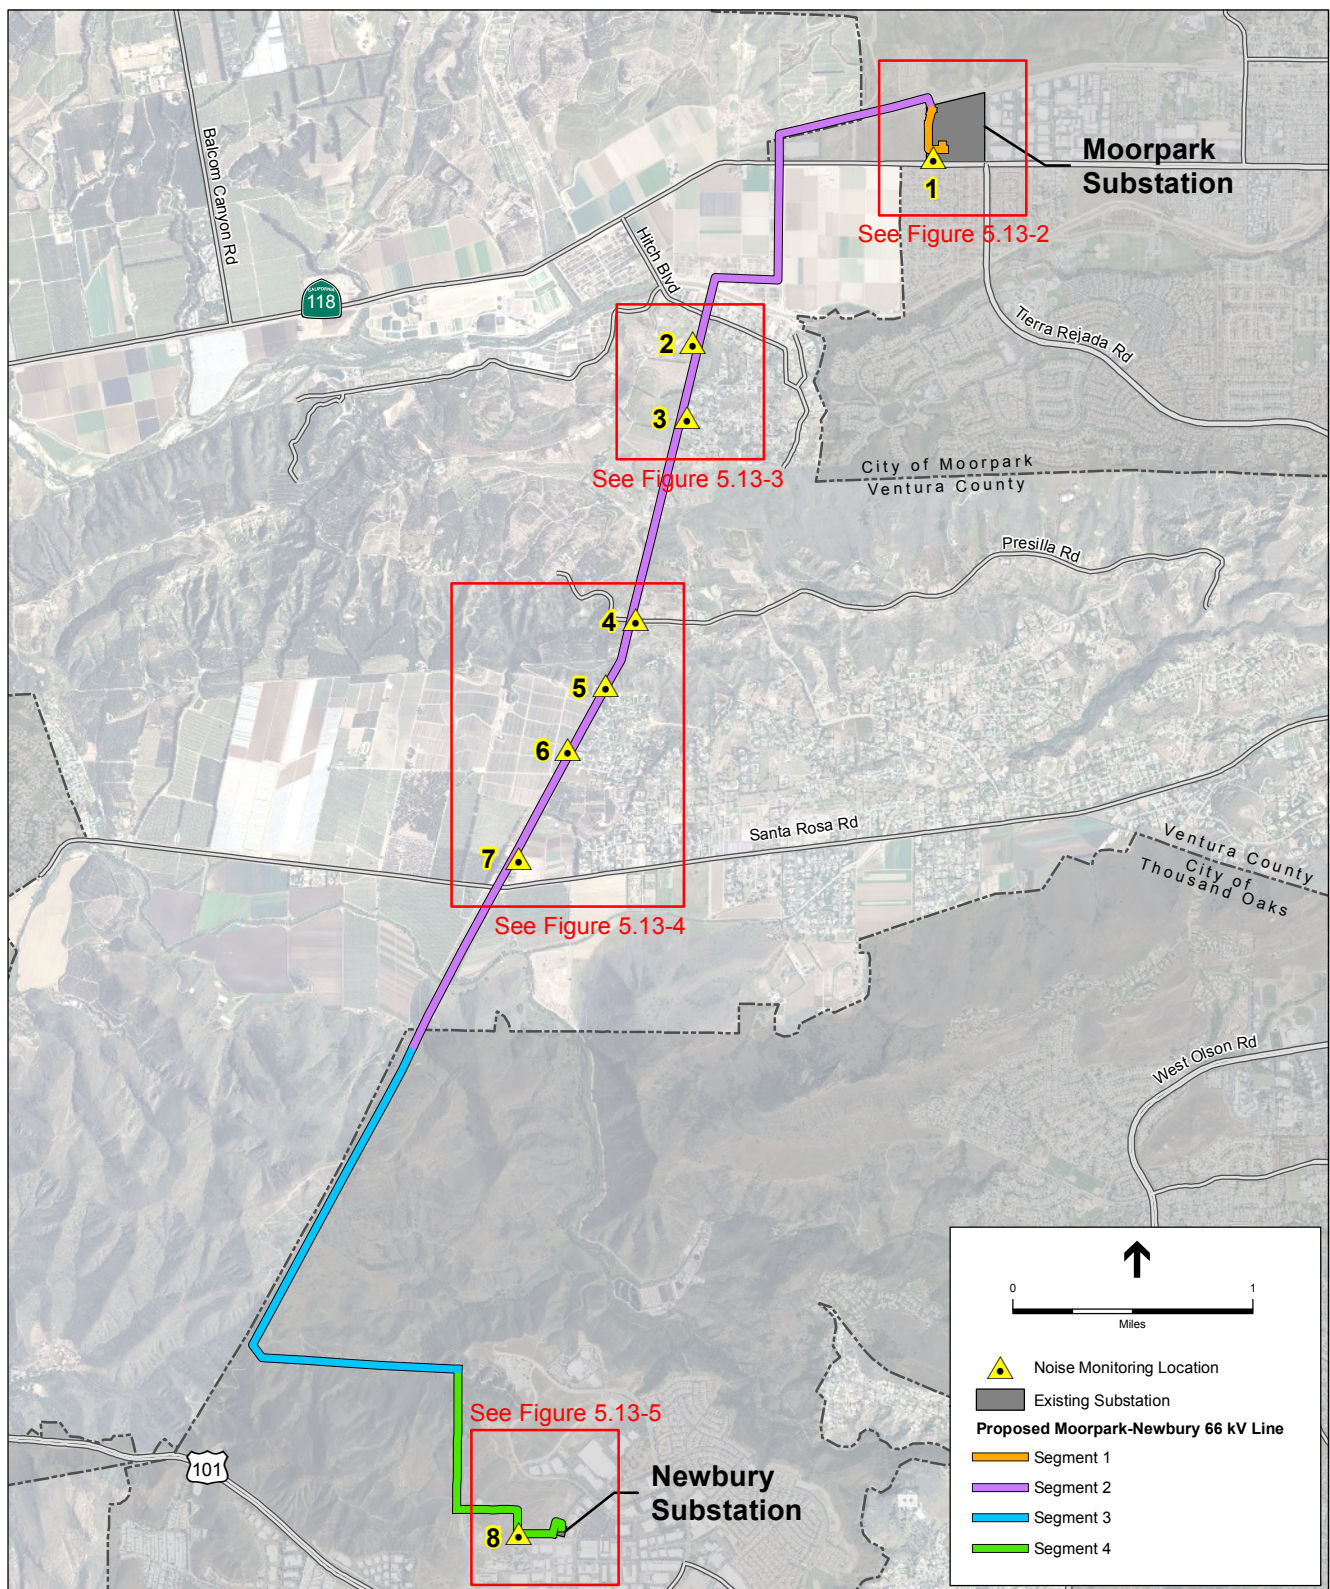 Moorpark
Substation
1
See Figure 5.13-2
Balcom Canyon Rd
Hitch Blvd
CALIFORNIA
118
Tierra Rejada Rd
2
3
See Figure 5.13-3
City of Moorpark
Ventura County
Presilla Rd
4
5
6
7
Santa Rosa Rd
See Figure 5.13-4
Ventura County
City of
Thousand Oaks
West Olson Rd
See Figure 5.13-5
101
Newbury
Substation
8
0 1
Miles
Noise Monitoring Location
Existing Substation
Proposed Moorpark-Newbury 66 kV Line
Segment 1
Segment 2
Segment 3
Segment 4